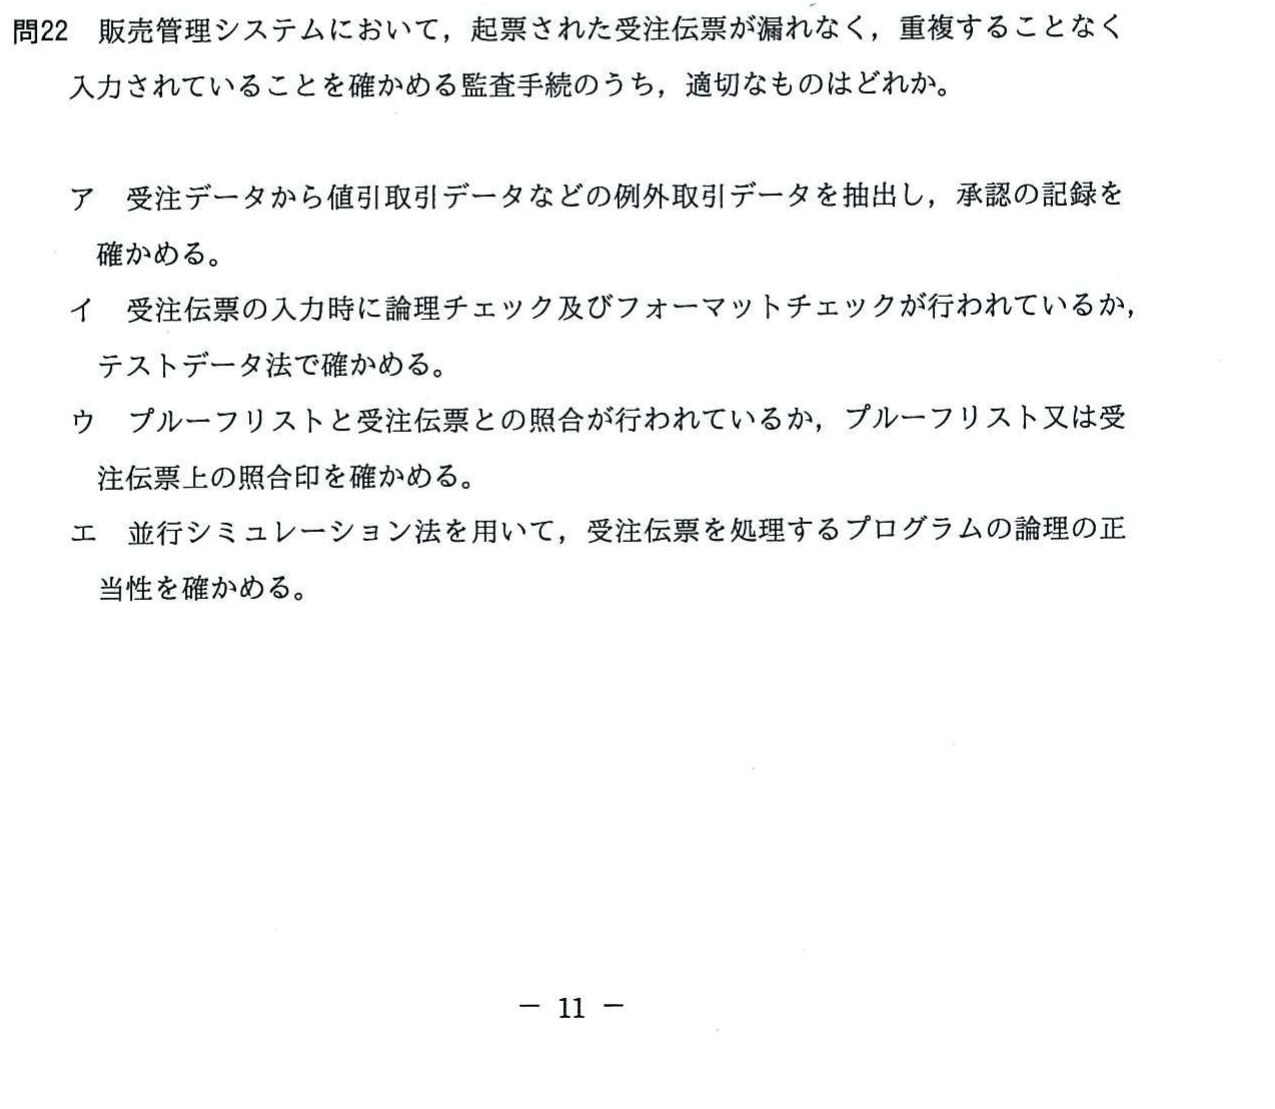 問22 販売管理システムにおいて，起票された受注伝票が漏れなく，重複することなく
入力されていることを確かめる監査手続のうち，適切なものはどれか。
ア 受注データから値引取引データなどの例外取引データを抽出し，承認の記録を
確かめる。
イ 受注伝票の入力時に論理チェック及びフォーマットチェックが行われているか，
テストデータ法で確かめる。
ウ プルーフリストと受注伝票との照合が行われているか，プルーフリスト又は受
注伝票上の照合印を確かめる。
エ 並行シミュレーション法を用いて，受注伝票を処理するプログラムの論理の正
当性を確かめる。
－ 11 －